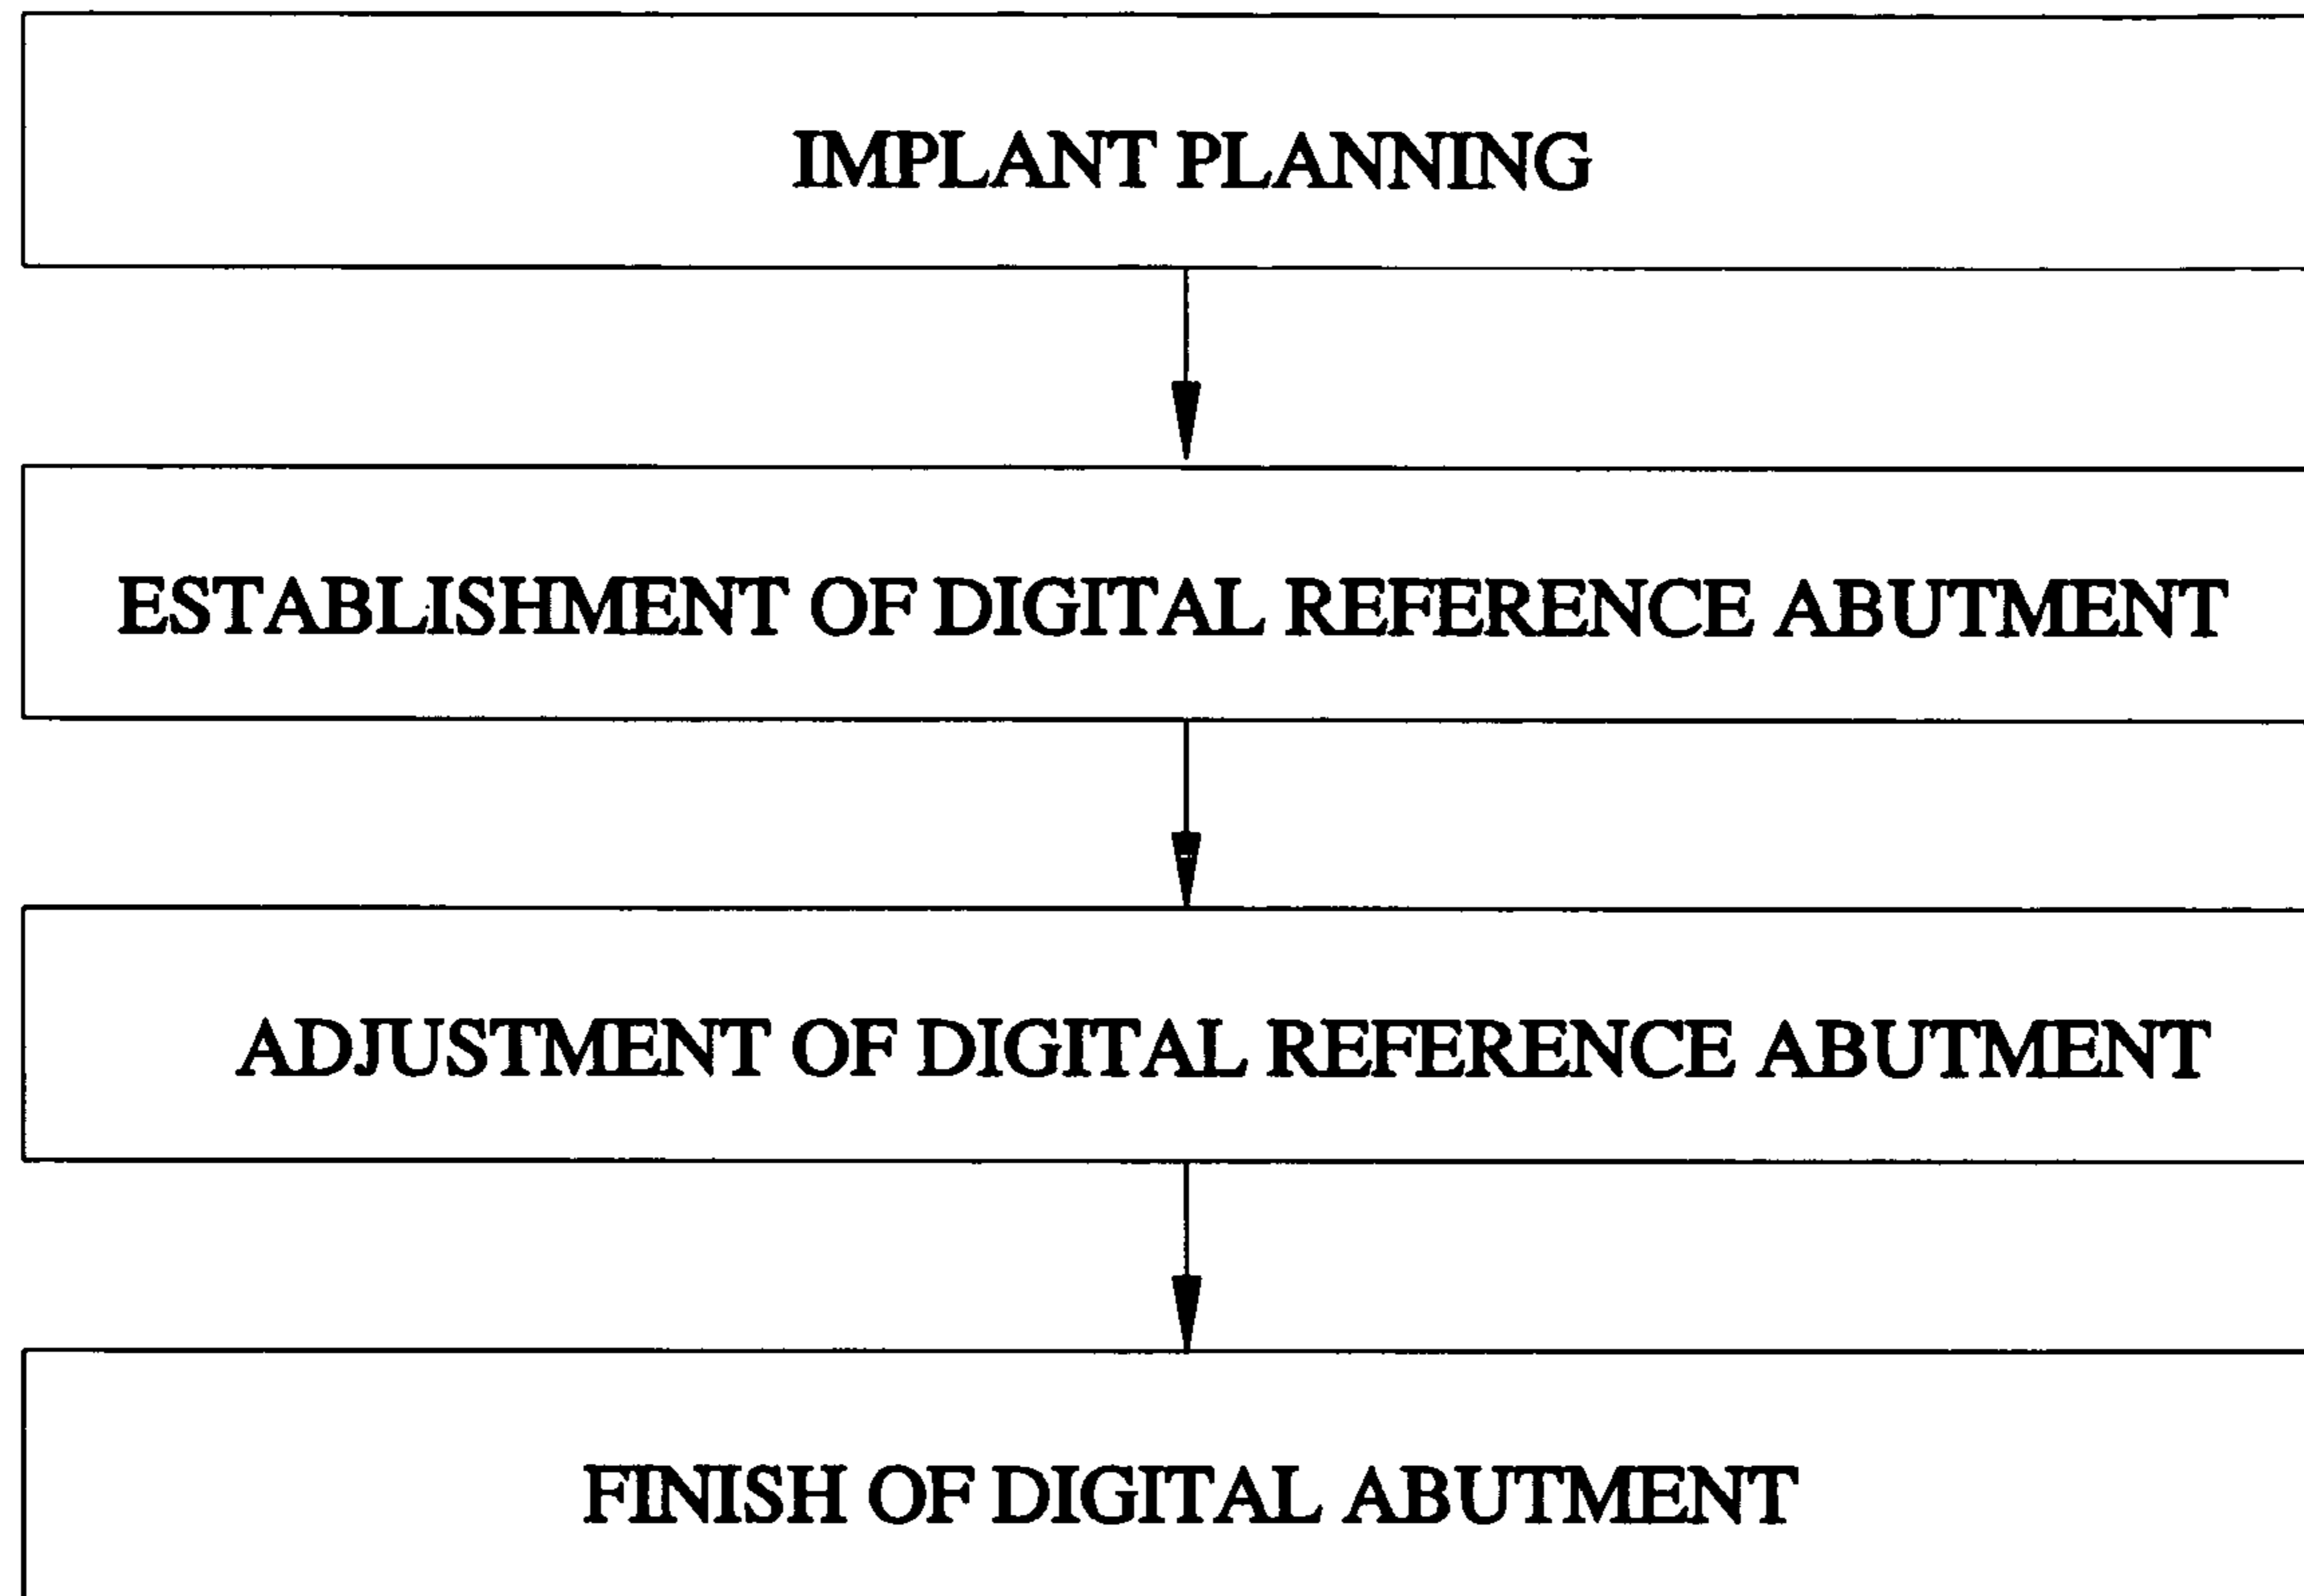 IMPLANT PLANNING
ESTABLISHMENT OF DIGITAL REFERENCE ABUTMENT
ADJUSTMENT OF DIGITAL REFERENCE ABUTMENT
FINISH OF DIGITAL ABUTMENT